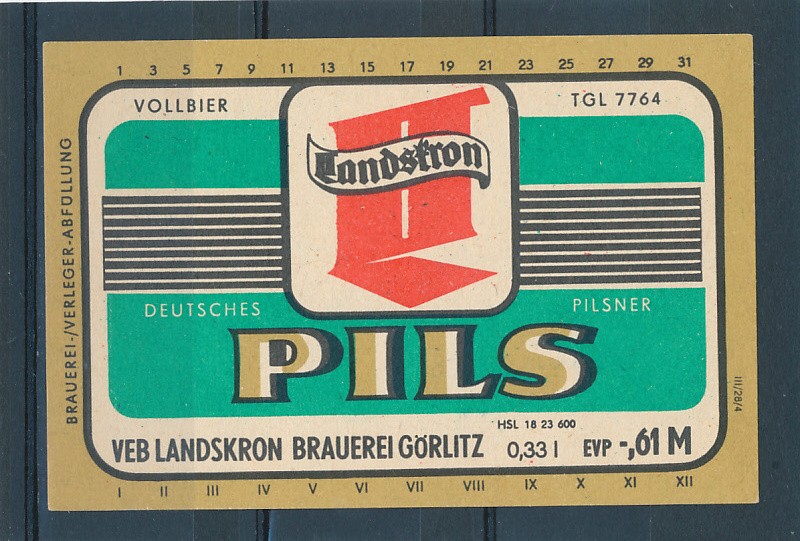 1 3 5 7 9 11 13 15 17 19 21 23 25 27 29 31
VOLLBIER
TGL 7764
BRAUEREI-/VERLEGER-ABFÜLLUNG
Landskron
DEUTSCHES
PILSNER
PILS
III/28/4
HSL 18 23 600
VEB LANDSKRON BRAUEREI GÖRLITZ 0,33 l EVP -,61 M
I II III IV V VI VII VIII IX X XI XII